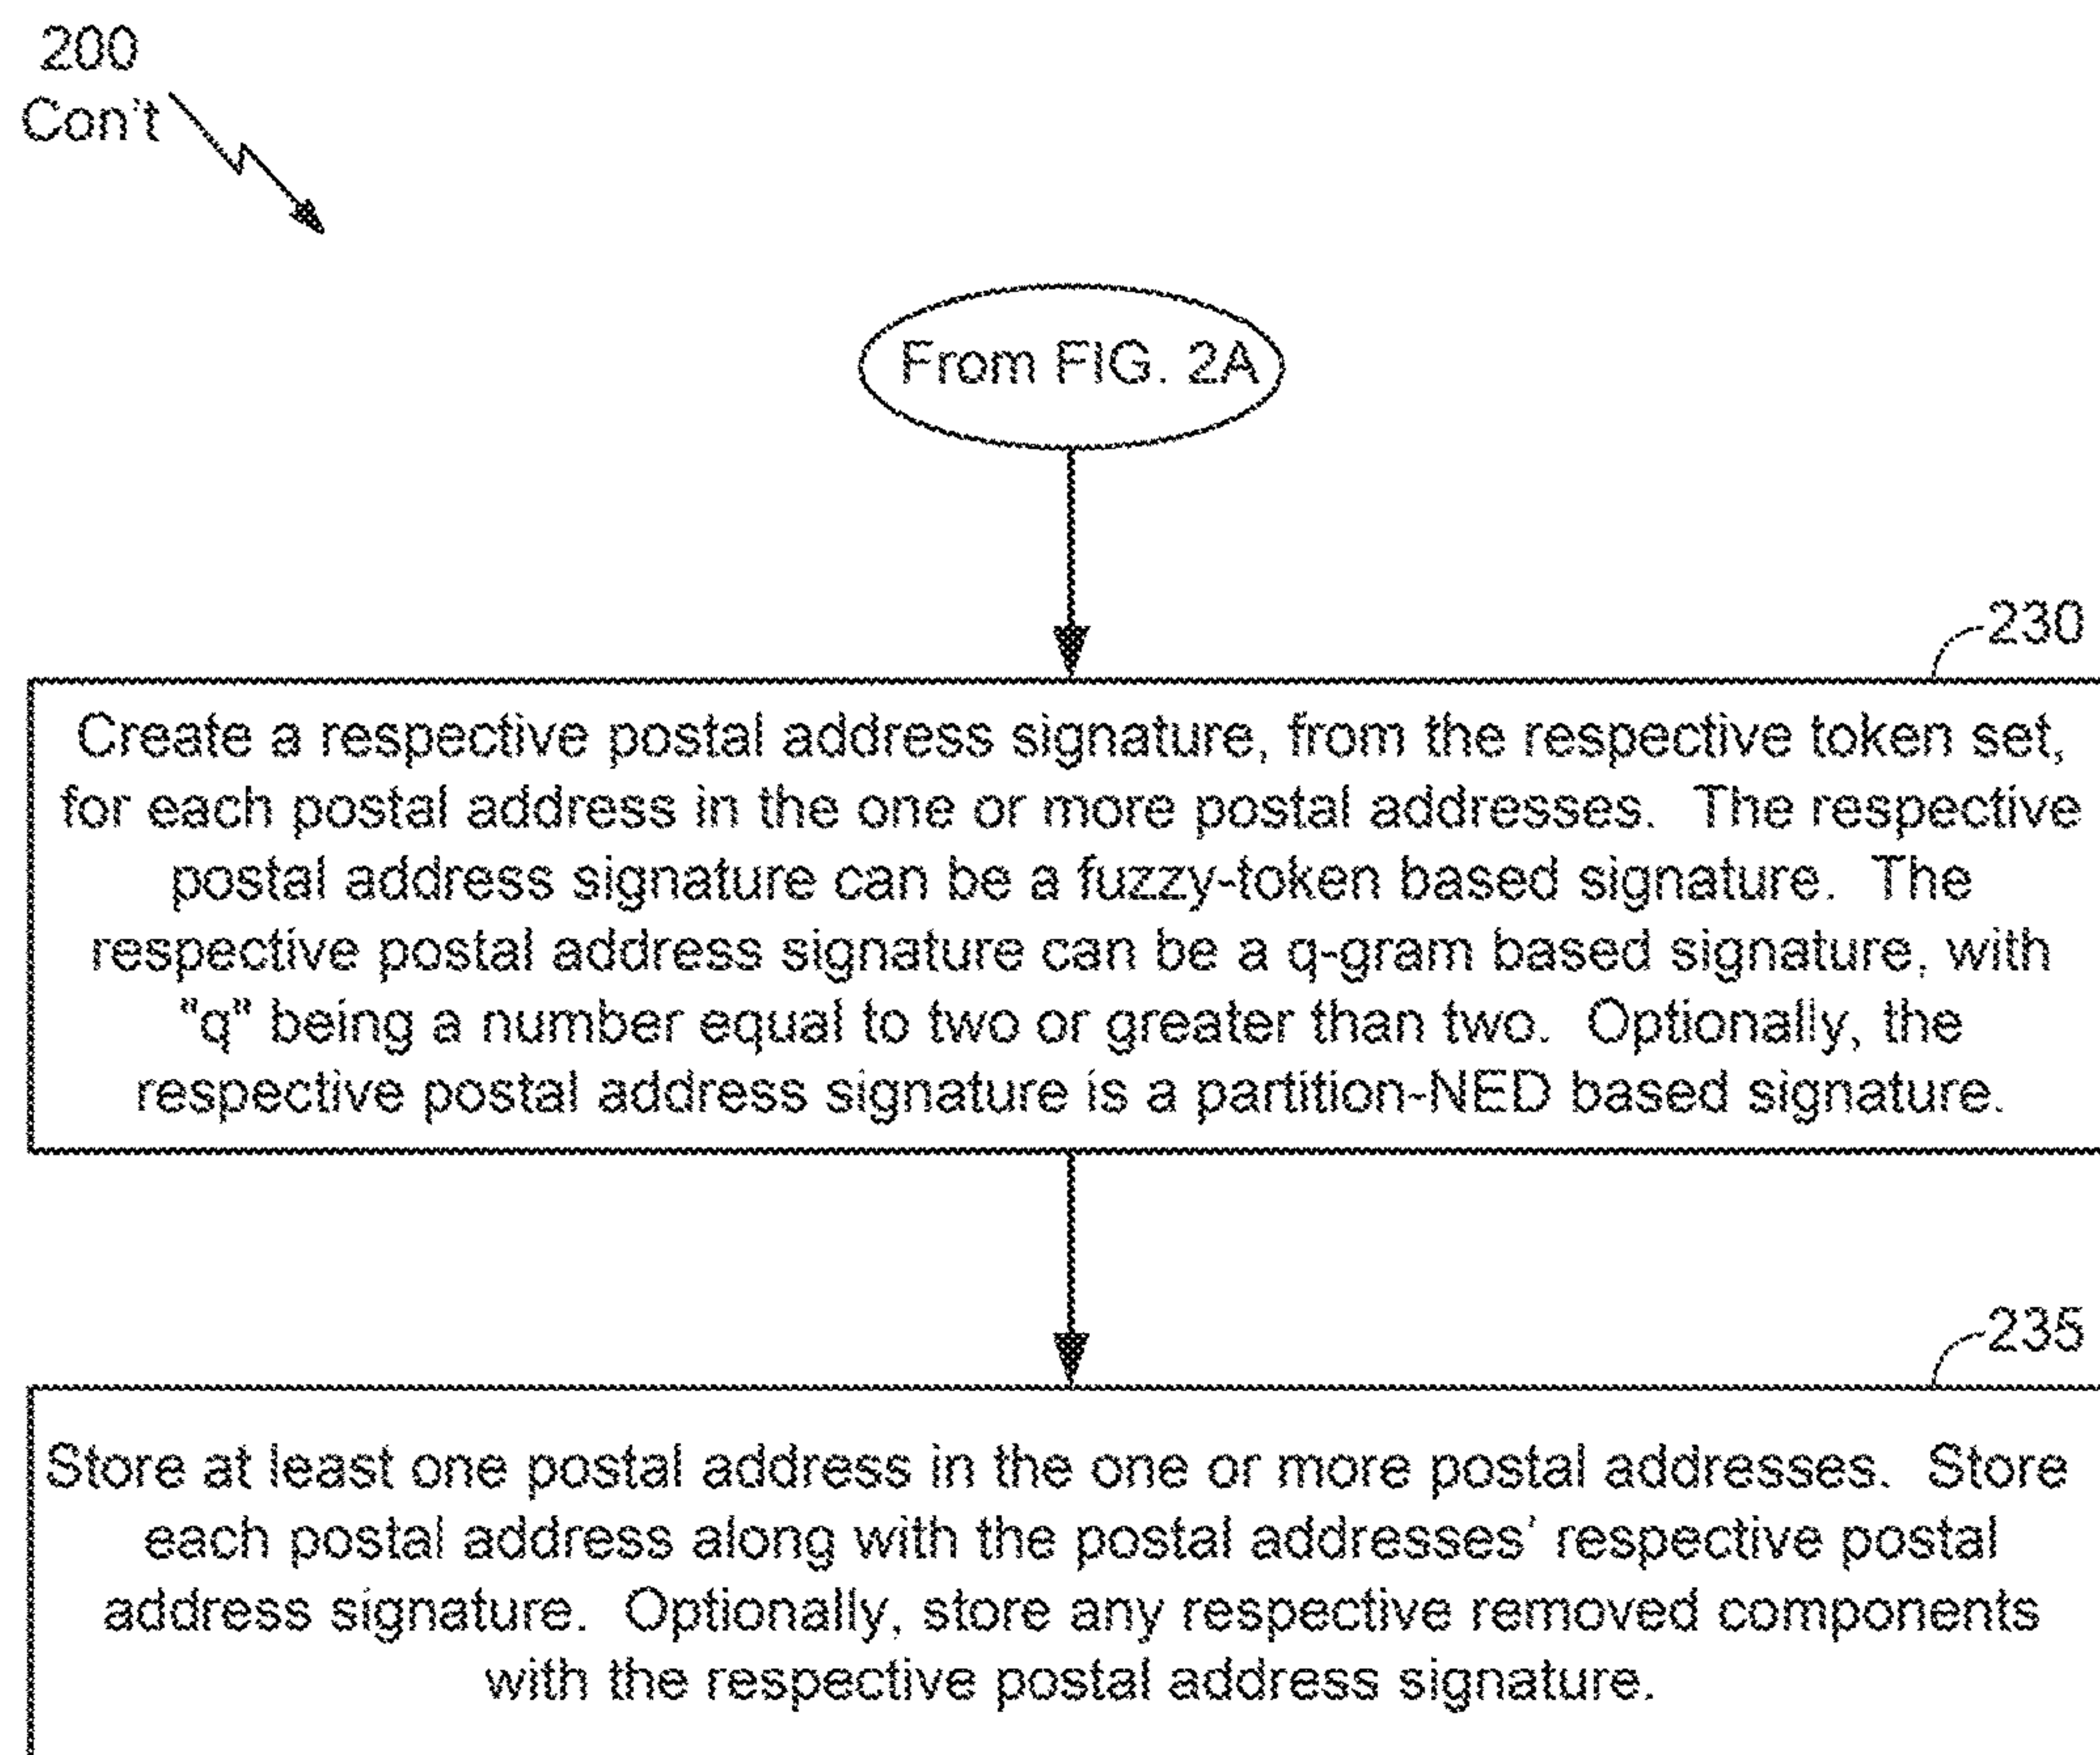 200
Con't
From FIG. 2A
230
Create a respective postal address signature, from the respective token set,
for each postal address in the one or more postal addresses. The respective
postal address signature can be a fuzzy-token based signature. The
respective postal address signature can be a q-gram based signature, with
"q" being a number equal to two or greater than two. Optionally, the
respective postal address signature is a partition-NED based signature.
235
Store at least one postal address in the one or more postal addresses. Store
each postal address along with the postal addresses' respective postal
address signature. Optionally, store any respective removed components
with the respective postal address signature.